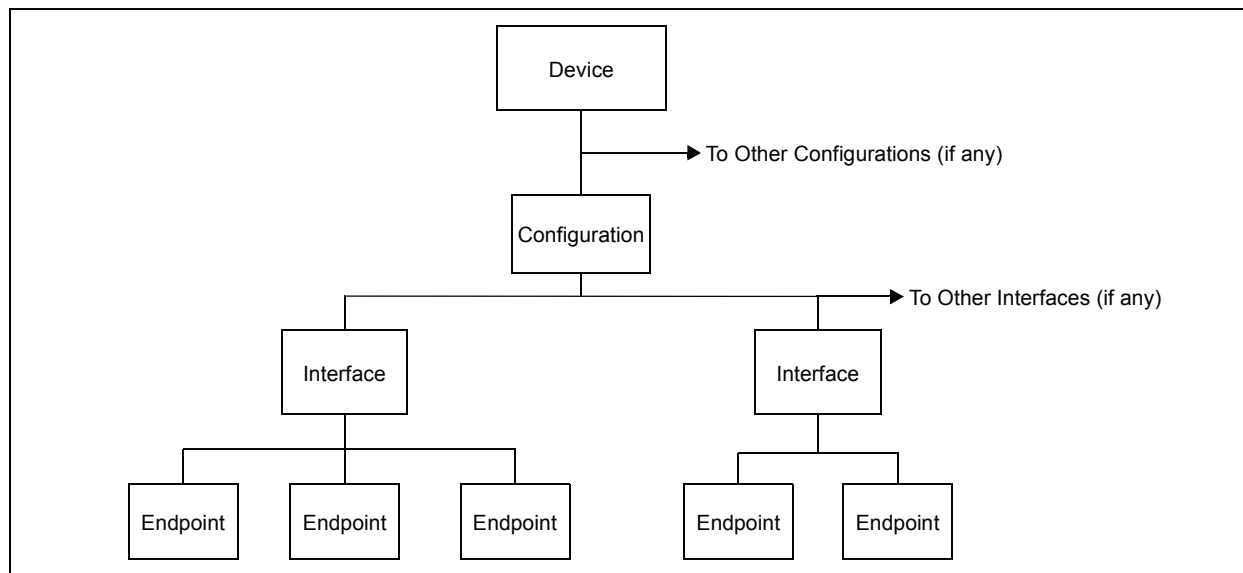 Device
To Other Configurations (if any)
Configuration
To Other Interfaces (if any)
Interface
Interface
Endpoint
Endpoint
Endpoint
Endpoint
Endpoint